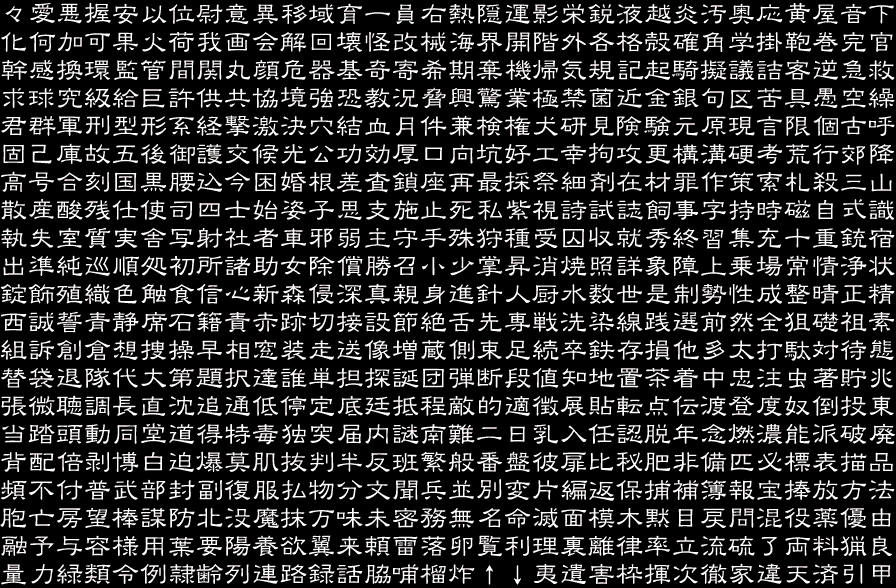 々愛悪握安以位尉意異移域育一員右熱隠運影栄鋭液越炎汚奥応黄屋音下
化何加可果火荷我画会解回壊怪改械海界開階外各格殻確角学掛鞄巻完官
幹感換環監管間関丸顔危器基奇寄希期棄機帰気規記起騎擬議詰客逆急救
求球究級給巨許供共協境強恐教況脅興驚業極禁菌近金銀句区苦具愚空繰
君群軍刑型形系経撃激決穴結血月件兼検権犬研見険験元原現言限個古呼
固己庫故五後御護交候光公功効厚口向坑好工幸拘攻更構溝硬考荒行郊降
高号合刻国黒腰込今困婚根差査鎖座再最採祭細剤在材罪作策索札殺三山
散産酸残仕使司四士始姿子思支施止死私紫視詩試誌飼事字持時磁自式識
執失室質実舎写射社者車邪弱主守手殊狩種受囚収就秀終習集充十重銃宿
出準純巡順処初所諸助女除償勝召小少掌昇消焼照詳象障上乗場常情浄状
錠飾殖織色触食信心新森侵深真親身進針人厨水数世是制勢性成整晴正精
西誠誓青静席石籍責赤跡切接設節絶舌先専戦洗染線践選前然全狙礎祖素
組訴創倉想捜操早相窓装走送像増蔵側束足続卒鉄存損他多太打駄対待態
替袋退隊代大第題択達誰単担探誕団弾断段値知地置茶着中忠注虫著貯兆
張微聴調長直沈追通低停定底廷抵程敵的適徴展貼転点伝渡登度奴倒投東
当踏頭動同堂道得特毒独突届内謎南難二日乳入任認脱年念燃濃能派破廃
背配倍剥博白迫爆莫肌抜判半反班繁般番盤彼扉比秘肥非備匹必標表描品
頻不付普武部封副復服払物分文聞兵並別変片編返保捕補簿報宝捧放方法
胞亡房望棒謀防北没魔抹万味未密務無名命滅面模木黙目戻問混役薬優由
融予与容様用葉要陽養欲翼来頼雷落卵覧利理裏離律率立流硫了両料猟良
量力緑類令例隷齢列連路録話脇哺榴炸↑↓夷遺害枠揮次徹家違天済引甲